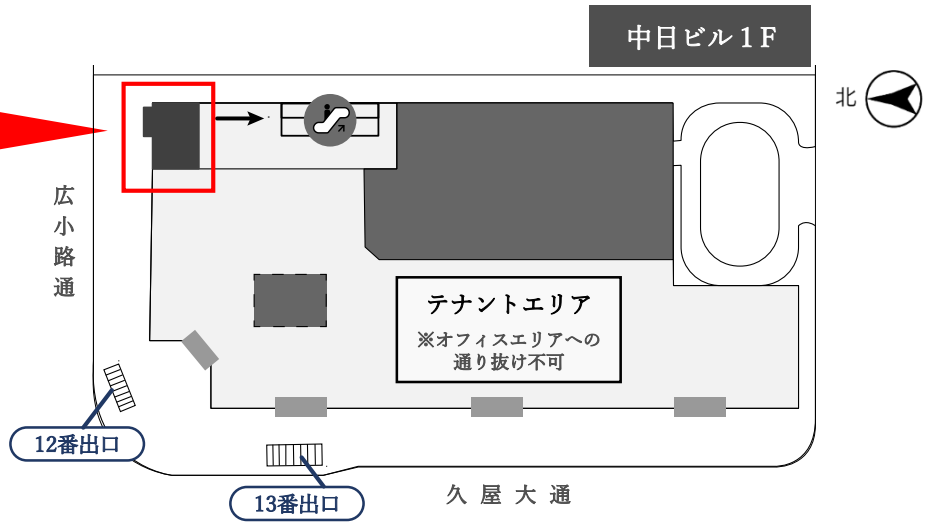 中日ビル１F
北
広小路通
テナントエリア
※オフィスエリアへの
通り抜け不可
12番出口
13番出口
久屋大通